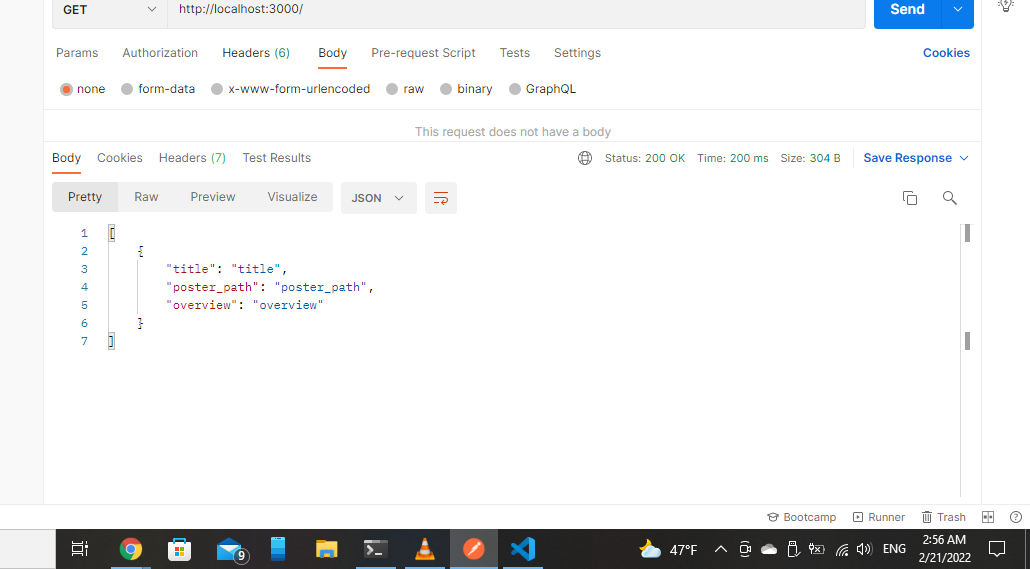 GET http://localhost:3000/ Send
Params Authorization Headers (6) Body Pre-request Script Tests Settings Cookies
none form-data x-www-form-urlencoded raw binary GraphQL
This request does not have a body
Body Cookies Headers (7) Test Results Status: 200 OK Time: 200 ms Size: 304 B Save Response
Pretty Raw Preview Visualize JSON
1 [
2 {
3 "title": "title",
4 "poster_path": "poster_path",
5 "overview": "overview"
6 }
7 ]
Bootcamp Runner Trash
9 47°F ENG 2:56 AM
2/21/2022